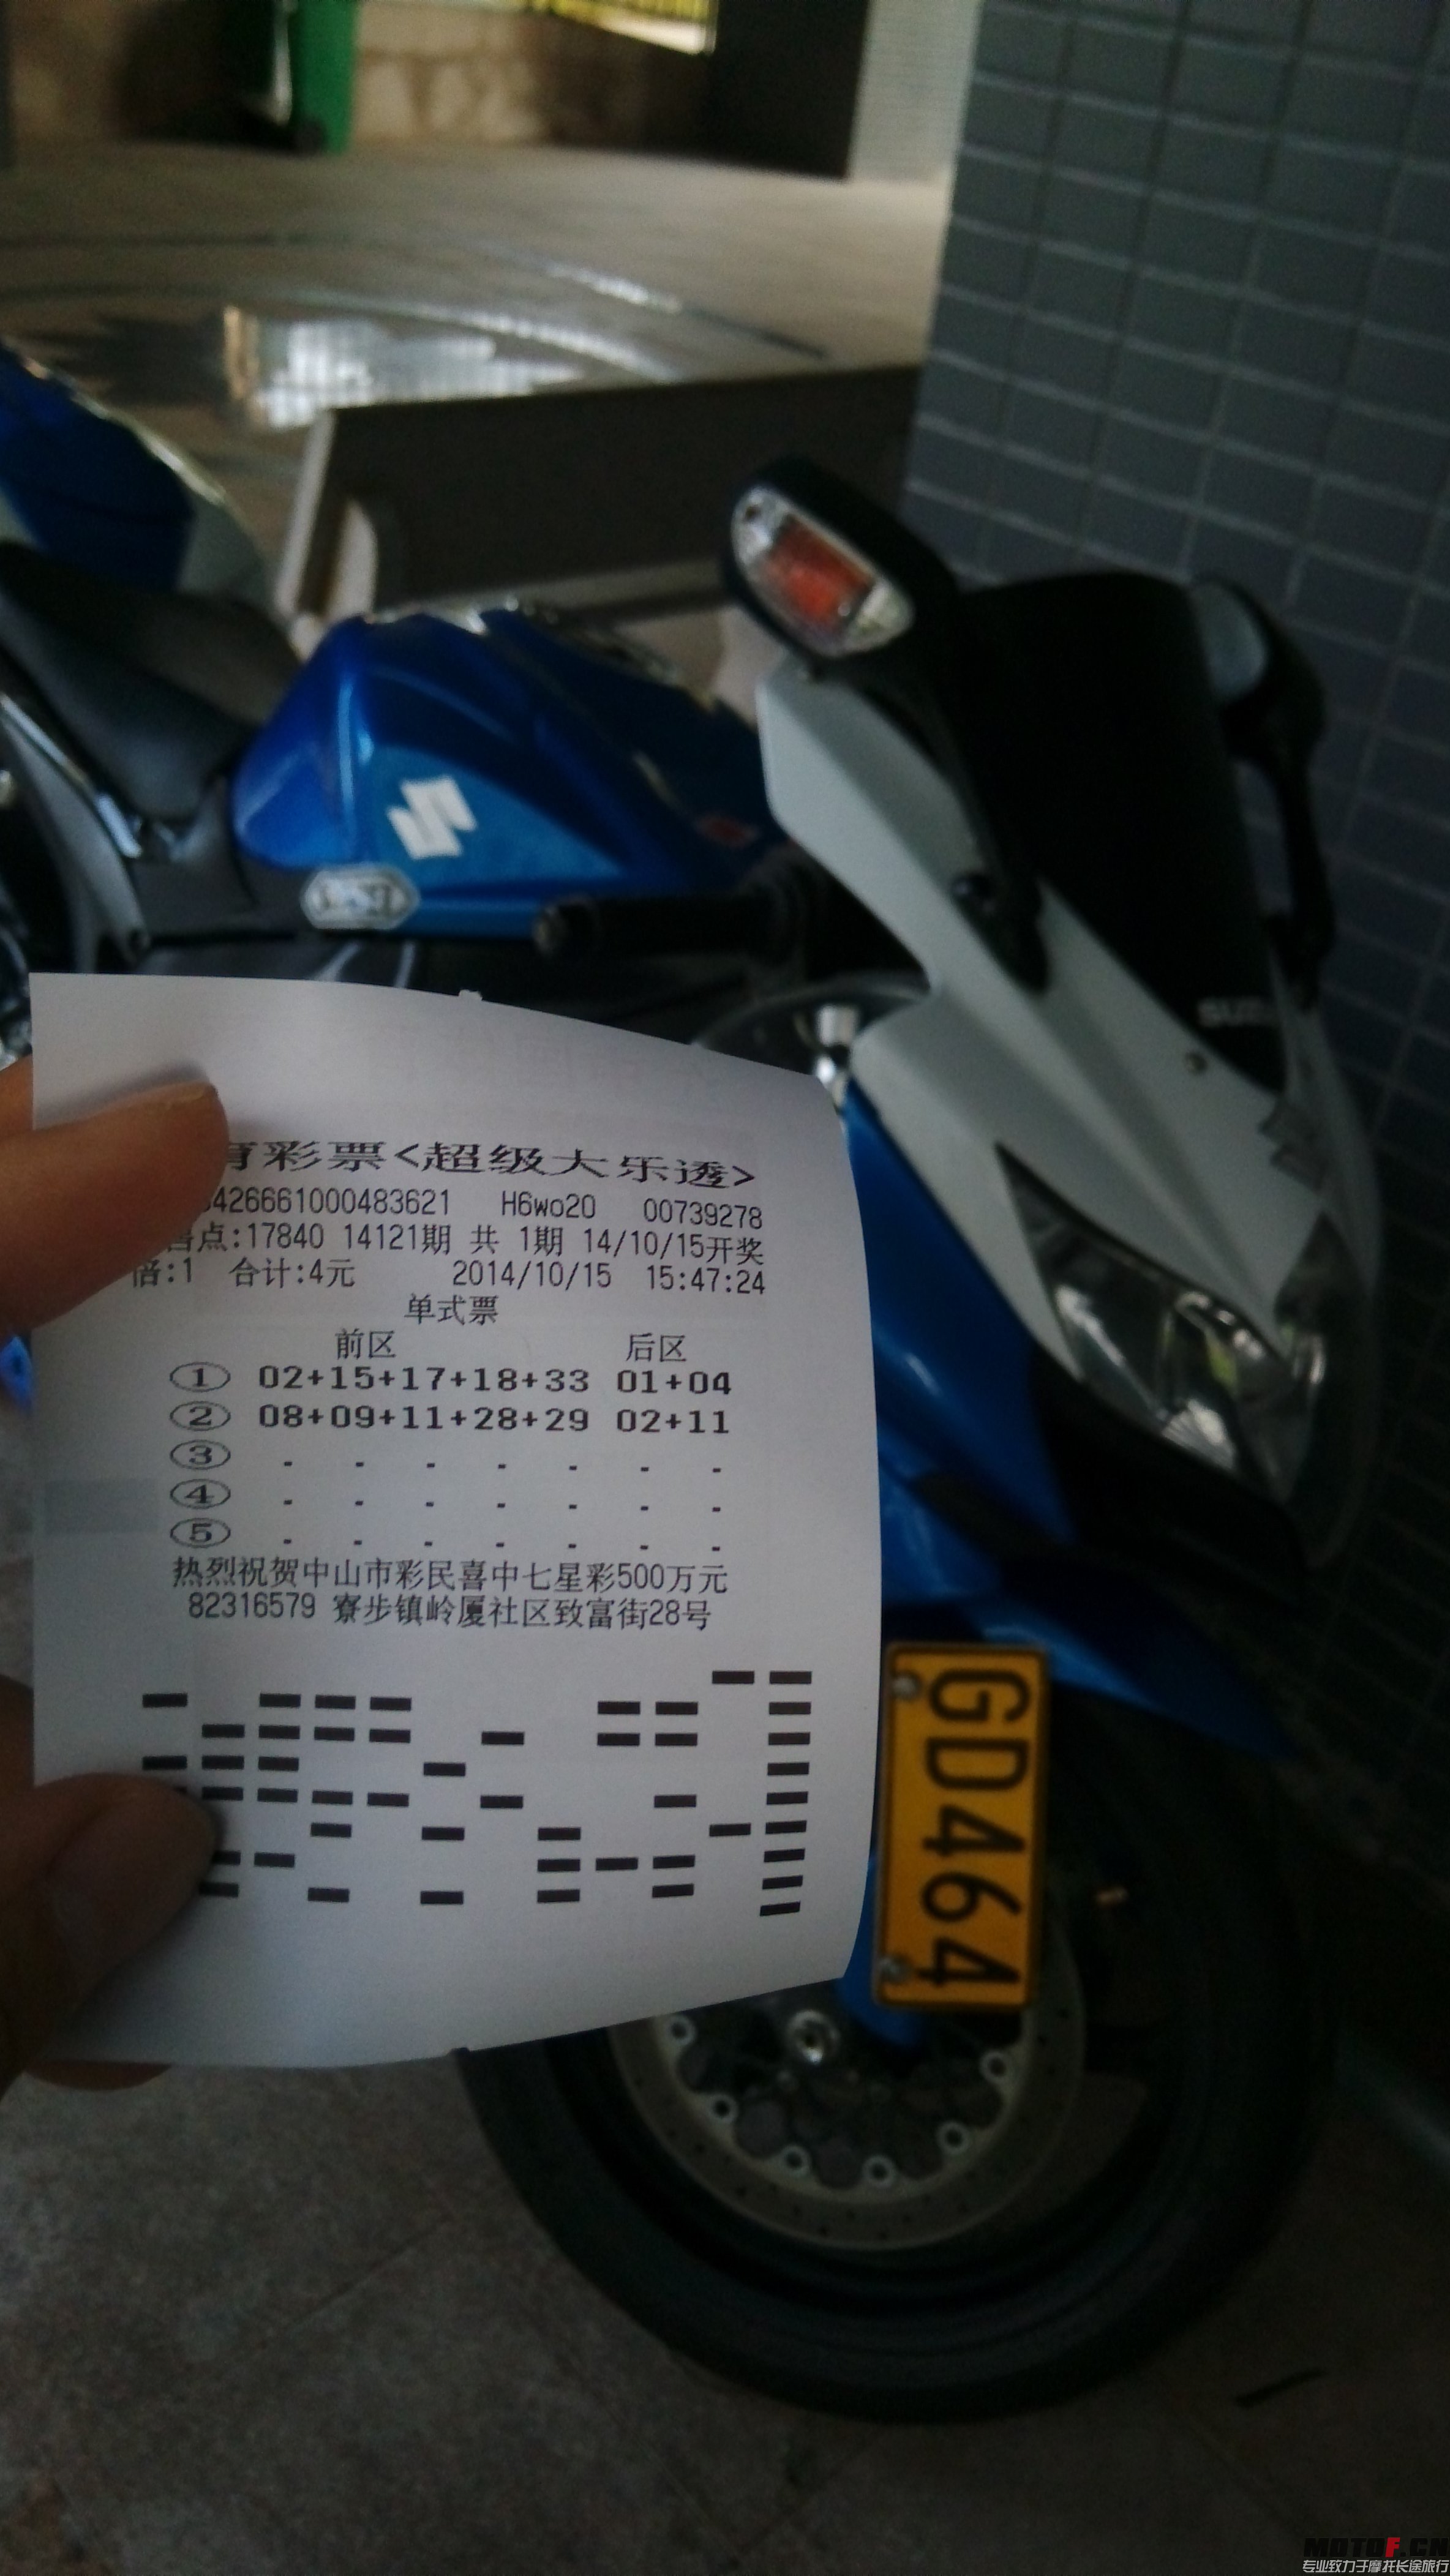 育彩票<超级大乐透>
426661000483621 H6wo20 00739278
售点:17840 14121期 共 1期 14/10/15开奖
倍:1 合计:4元 2014/10/15 15:47:24
单式票
前区 后区
① 02+15+17+18+33 01+04
② 08+09+11+28+29 02+11
③ - - - - - - -
④ - - - - - - -
⑤ - - - - - - -
热烈祝贺中山市彩民喜中七星彩500万元
82316579 寮步镇岭厦社区致富街28号
GD464
MOTOF.CN
专业致力于摩托长途旅行